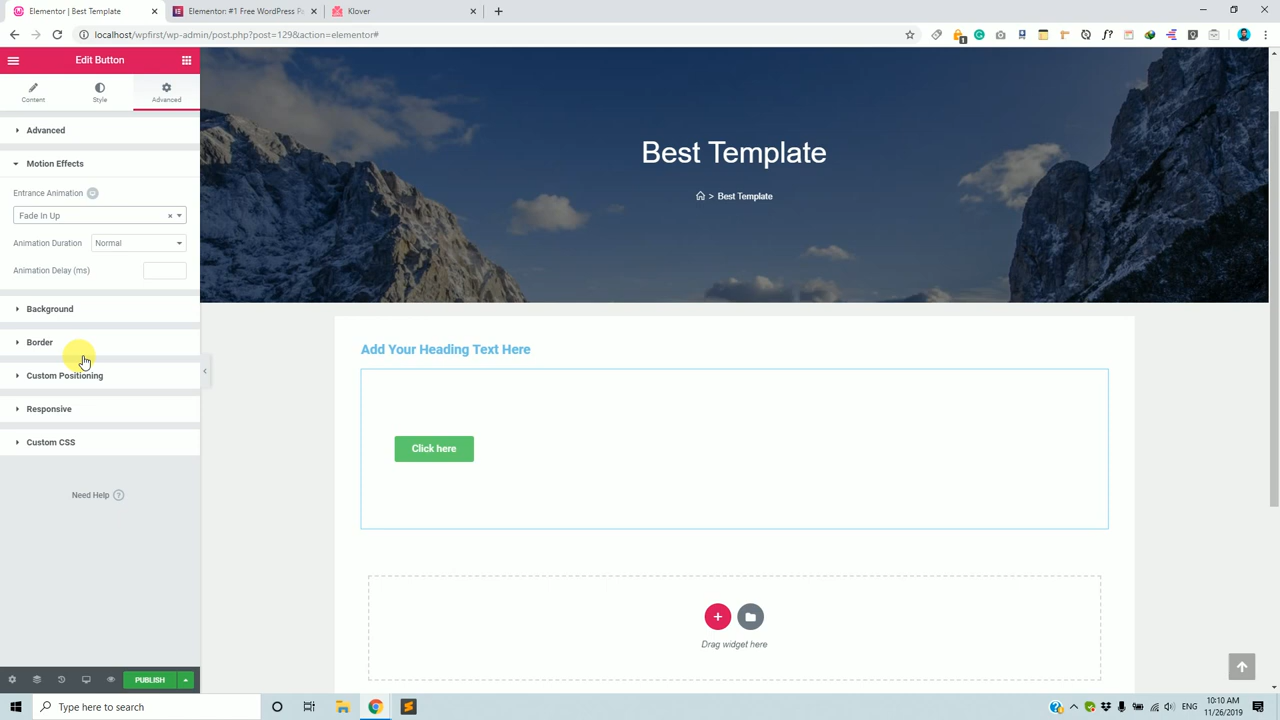 Elementor | Best Template
Elementor: #1 Free WordPress P
Klover
localhost/wpfirst/wp-admin/post.php?post=129&action=elementor#
1
Edit Button
Content
Style
Advanced
Advanced
Motion Effects
Entrance Animation
Fade In Up
Animation Duration
Normal
Animation Delay (ms)
Background
Border
Custom Positioning
Responsive
Custom CSS
Need Help ?
PUBLISH
Best Template
> Best Template
Add Your Heading Text Here
Click here
Drag widget here
Type here to search
ENG
10:10 AM
11/26/2019